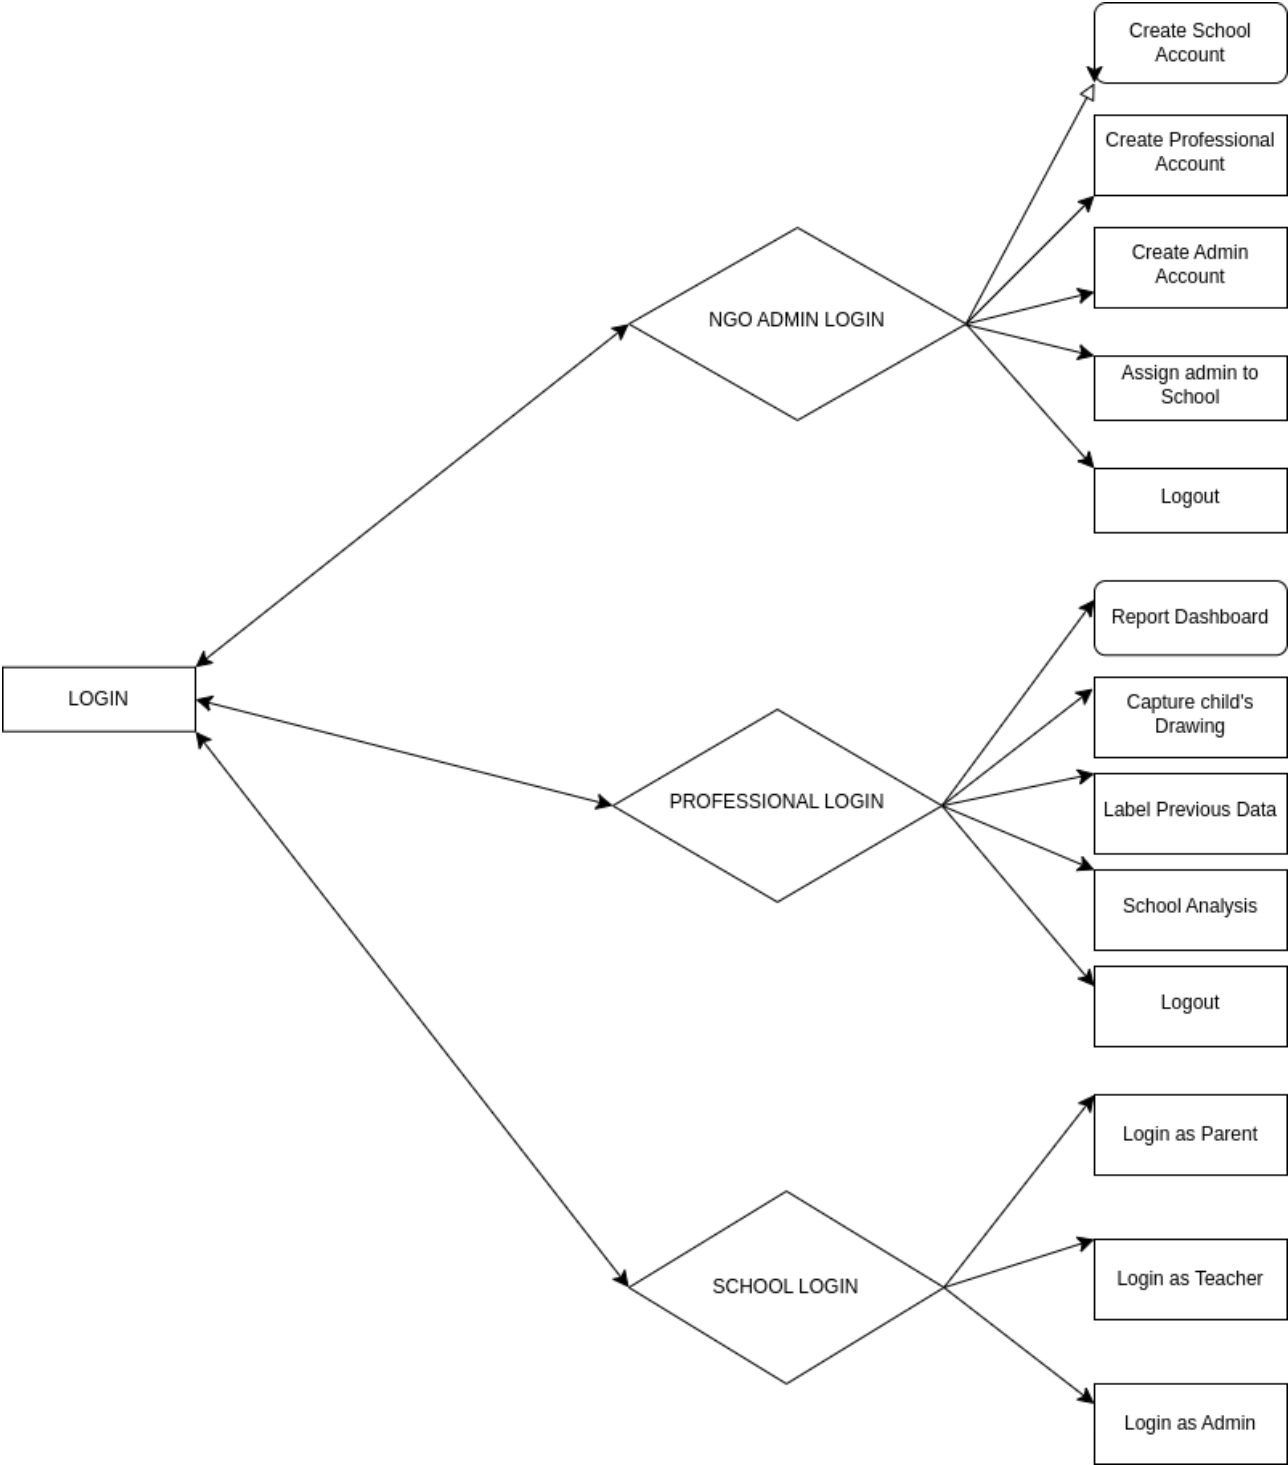 Create School
Account
Create Professional
Account
Create Admin
Account
NGO ADMIN LOGIN
Assign admin to
School
Logout
Report Dashboard
LOGIN
Capture child's
Drawing
PROFESSIONAL LOGIN
Label Previous Data
School Analysis
Logout
Login as Parent
SCHOOL LOGIN
Login as Teacher
Login as Admin